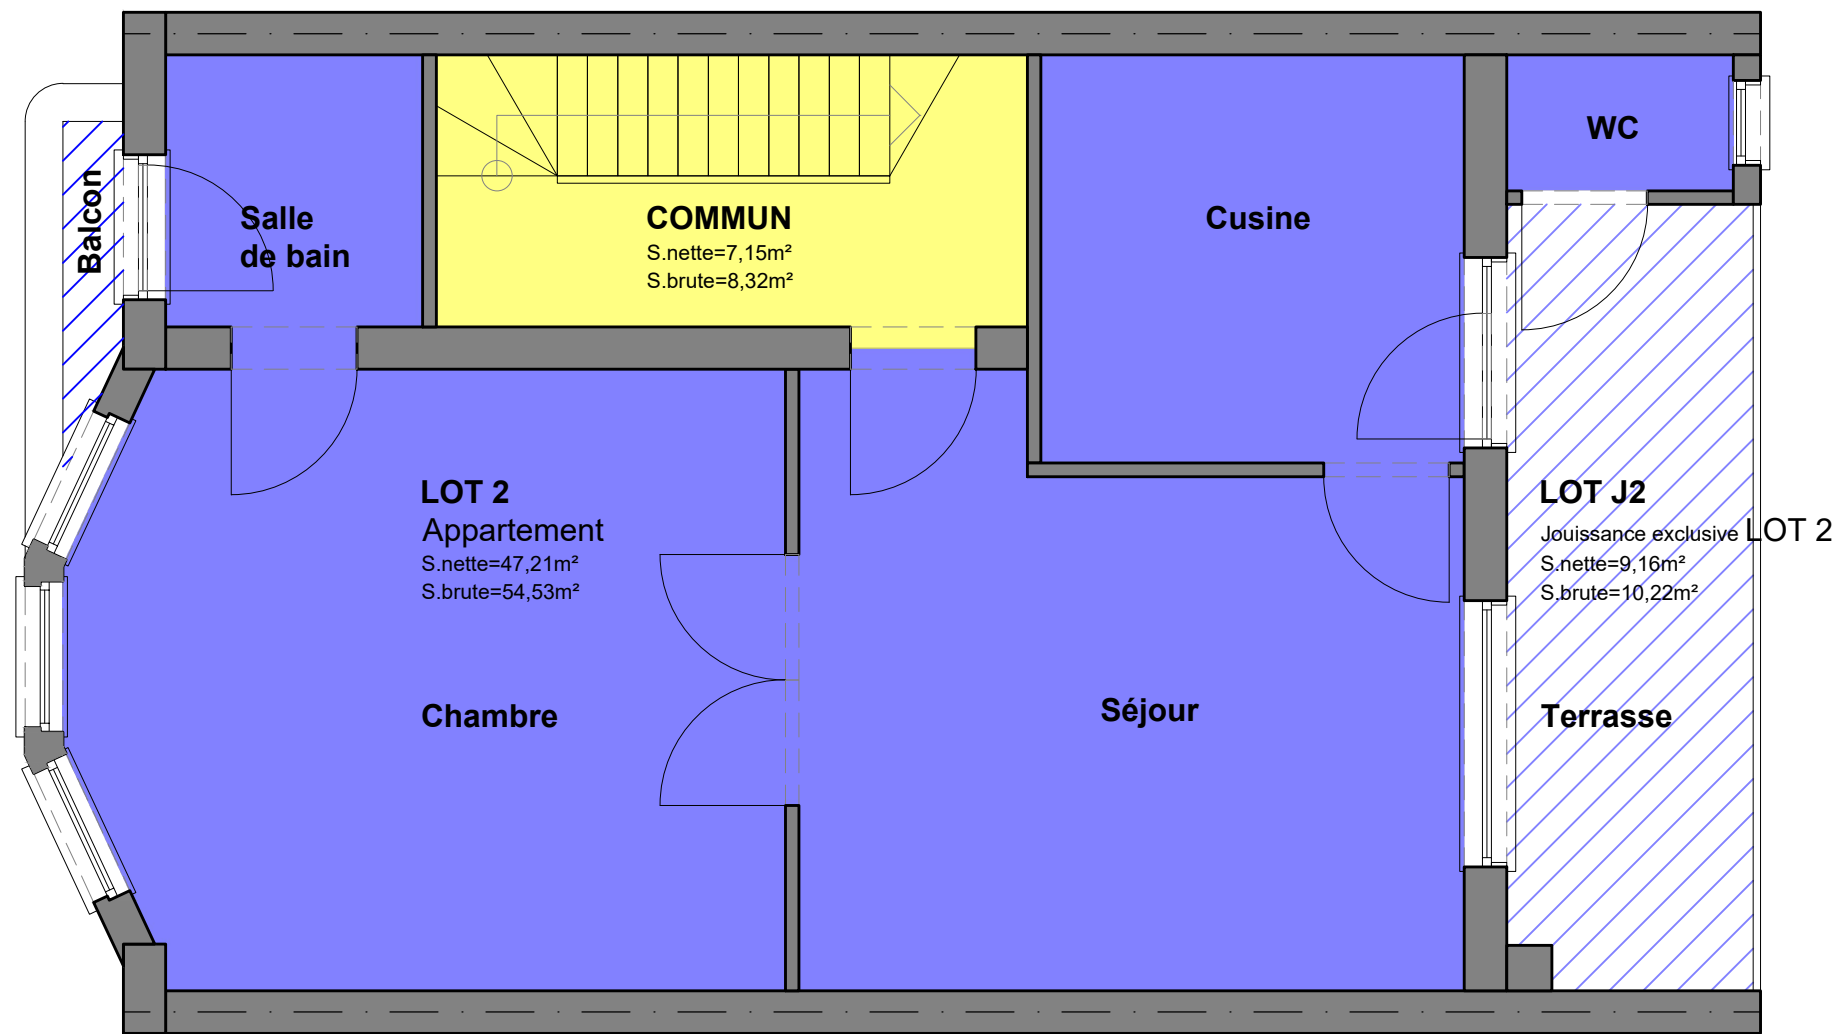 Balcon
Salle
de bain
COMMUN
S.nette=7,15m²
S.brute=8,32m²
Cusine
WC
LOT 2
Appartement
S.nette=47,21m²
S.brute=54,53m²
LOT J2
Jouissance exclusive LOT 2
S.nette=9,16m²
S.brute=10,22m²
Chambre
Séjour
Terrasse